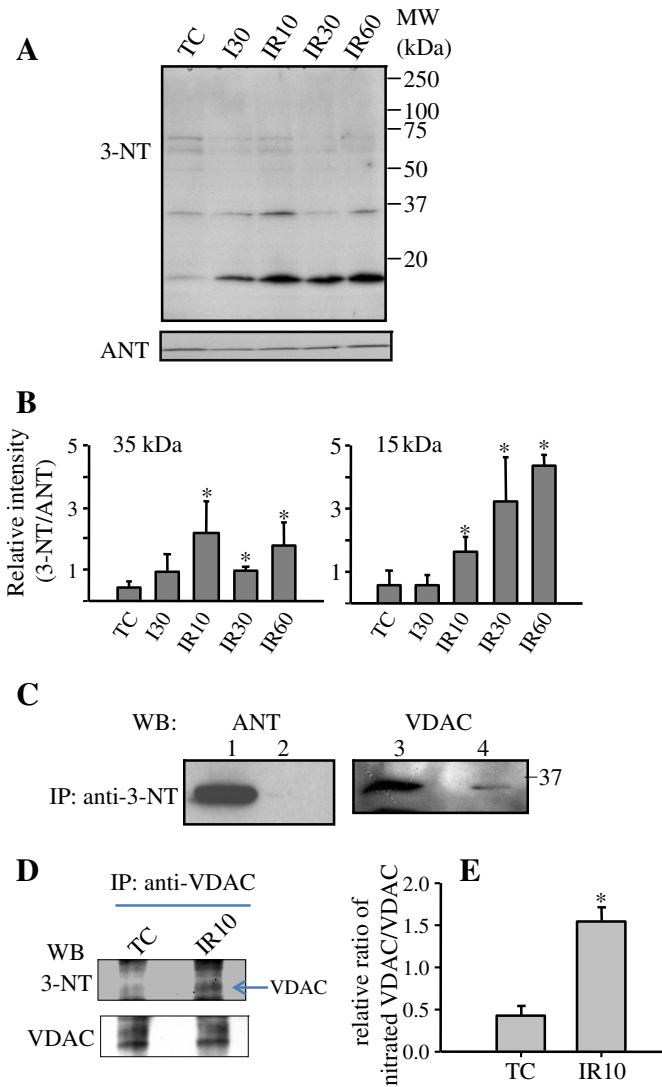 A
TC I30 IR10 IR30 IR60 MW
(kDa)
250
100
75
3-NT
50
37
20
ANT
B
Relative intensity
(3-NT/ANT)
35 kDa
5
3
1
*
*
*
TC I30 IR10 IR30 IR60
15 kDa
5
3
1
*
*
*
TC I30 IR10 IR30 IR60
C
WB: ANT VDAC
1 2 3 4
IP: anti-3-NT
37
D
IP: anti-VDAC
TC IR10
WB
3-NT
VDAC
VDAC
E
relative ratio of
nitrated VDAC/VDAC
2.0
1.5
1.0
0.5
0.0
*
TC IR10